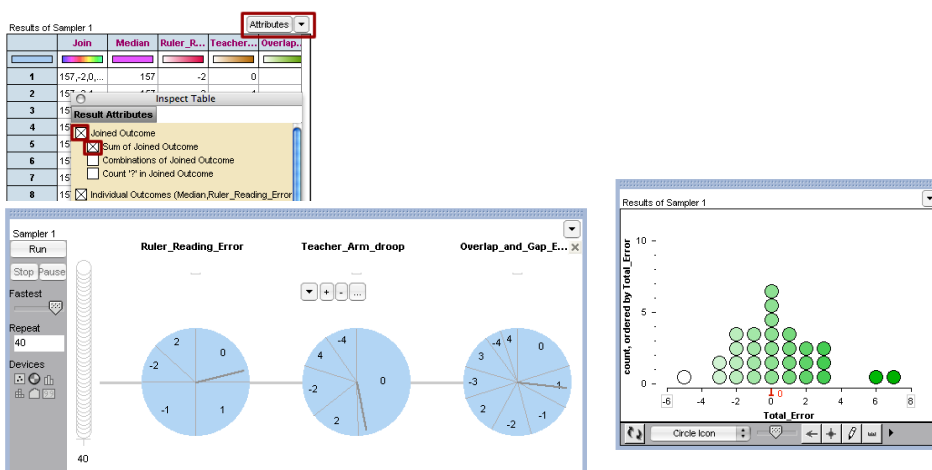 Attributes
Results of Sampler 1
Join Median Ruler_R... Teacher... Overlap..
1 157,-2,0,... 157 -2 0
2
3
4
5
6
7
8
Inspect Table
Result Attributes
Joined Outcome
Sum of Joined Outcome
Combinations of Joined Outcome
Count '?' in Joined Outcome
Individual Outcomes (Median,Ruler_Reading_Error
Sampler 1
Run
Stop Pause
Fastest
Repeat
40
Devices
40
Ruler_Reading_Error
2 0
-2
-1 1
Teacher_Arm_droop
+ - ...
-4
4
0
-2
2
Overlap_and_Gap_E...
-4 4 0
3
-3 1
2 -1
-2
Results of Sampler 1
count, ordered by Total_Error
10
5
0
0
-6 -4 -2 0 2 4 6 8
Total_Error
Circle Icon